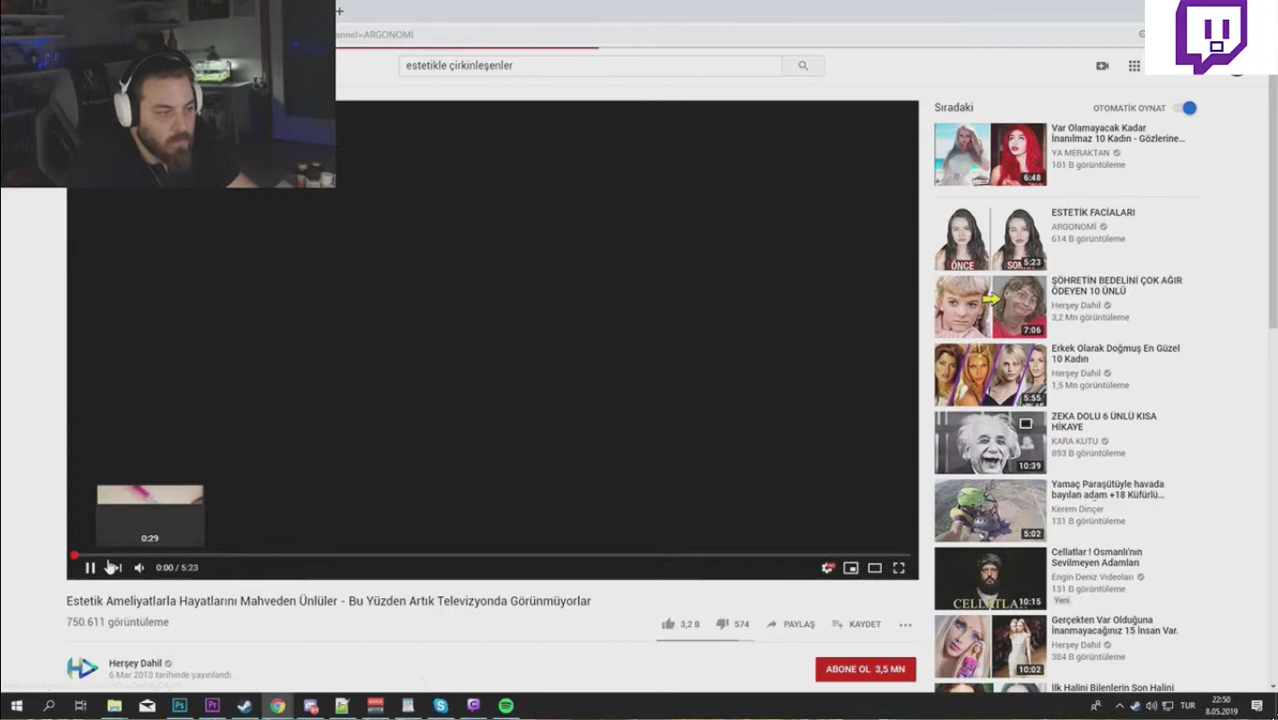 annel=ARGONOMİ
estetikle çirkinleşenler
Sıradaki
OTOMATİK OYNAT
Var Olamayacak Kadar
İnanılmaz 10 Kadın - Gözlerine...
YA MERAKTAN
101 B görüntüleme
6:48
ESTETİK FACİALARI
ARGONOMİ
614 B görüntüleme
ÖNCE
5:23
ŞÖHRETİN BEDELİNİ ÇOK AĞIR
ÖDEYEN 10 ÜNLÜ
Herşey Dahil
3,2 Mn görüntüleme
7:06
Erkek Olarak Doğmuş En Güzel
10 Kadın
Herşey Dahil
1,5 Mn görüntüleme
5:55
ZEKA DOLU 6 ÜNLÜ KISA
HİKAYE
KARA KUTU
893 B görüntüleme
10:39
Yamaç Paraşütüyle havada
bayılan adam +18 Küfürlü...
Kerem Dinçer
131 B görüntüleme
5:02
Cellatlar ! Osmanlı'nın
Sevilmeyen Adamları
Engin Deniz Videoları
131 B görüntüleme
Yeni
CELLATLA
10:15
Gerçekten Var Olduğuna
İnanmayacağınız 15 İnsan Var.
Herşey Dahil
384 B görüntüleme
10:02
İlk Halini Bilenlerin Son Halini
0:29
0:00 / 5:23
Estetik Ameliyatlarla Hayatlarını Mahveden Ünlüler - Bu Yüzden Artık Televizyonda Görünmüyorlar
750.611 görüntüleme
3,2 B
574
PAYLAŞ
KAYDET
Herşey Dahil
6 Mar 2018 tarihinde yayınlandı
ABONE OL 3,5 MN
Ps
Pr
TUR
22:50
8.05.2019